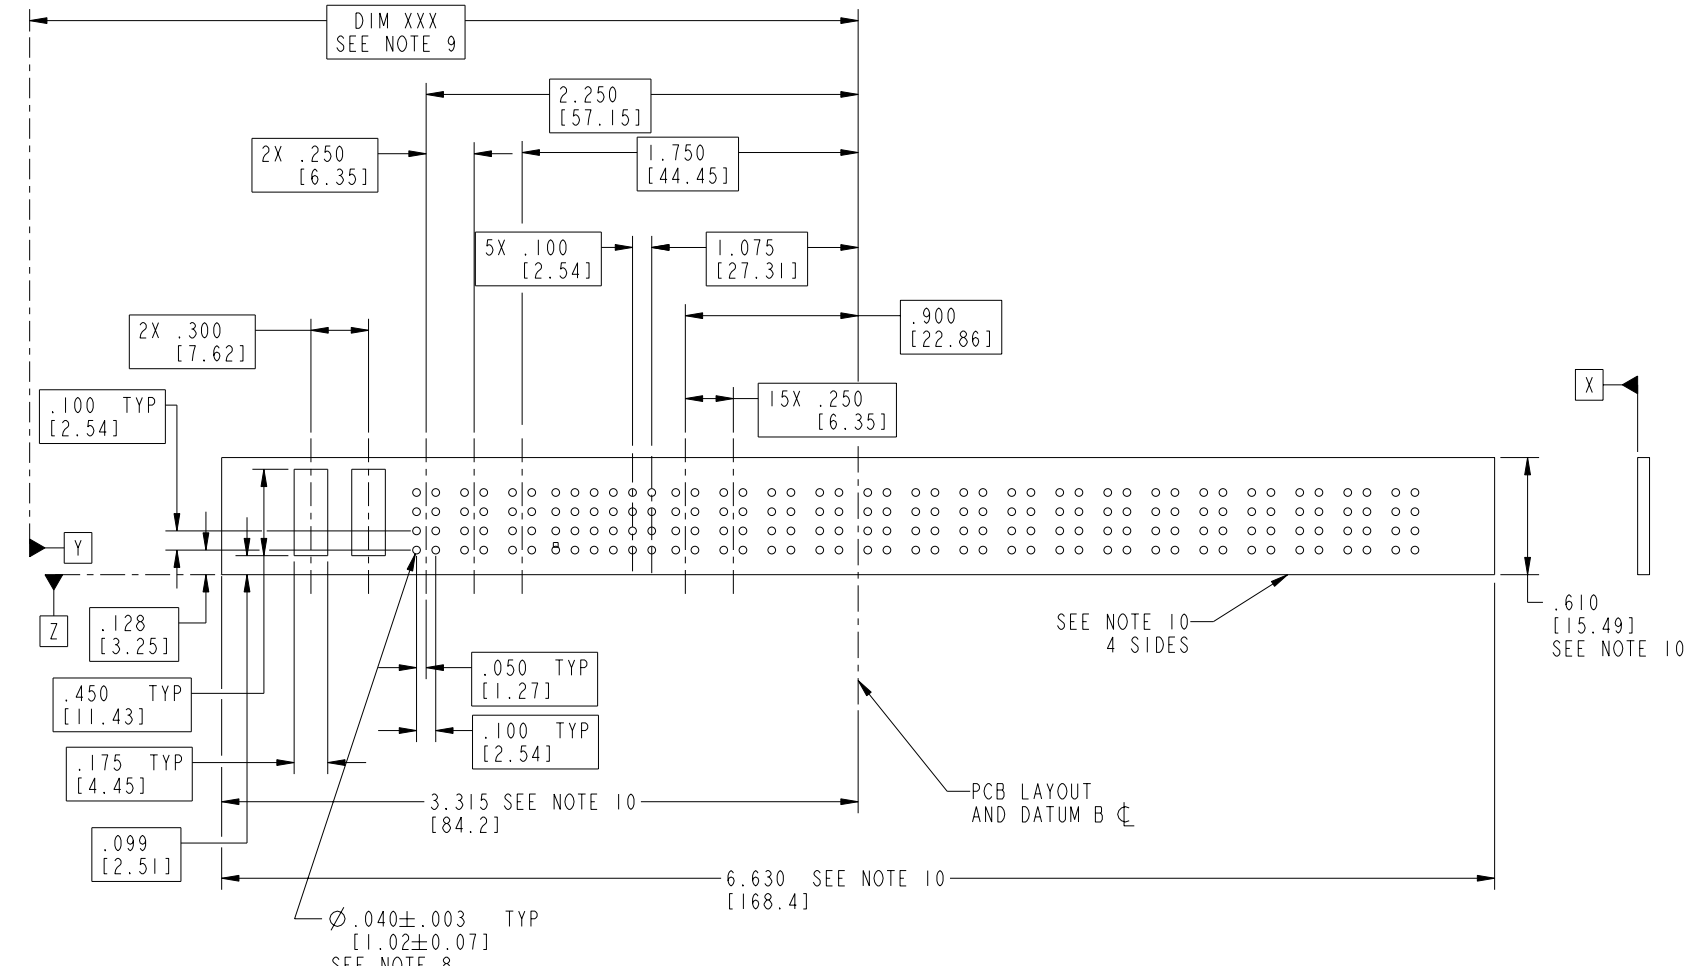 DIM XXX
SEE NOTE 9
2.250
[57.15]
2X .250
[6.35]
1.750
[44.45]
5X .100
[2.54]
1.075
[27.31]
2X .300
[7.62]
.900
[22.86]
.100 TYP
[2.54]
15X .250
[6.35]
X
Y
Z
.128
[3.25]
.610
[15.49]
SEE NOTE 10
SEE NOTE 10
4 SIDES
.050 TYP
[1.27]
.450 TYP
[11.43]
.100 TYP
[2.54]
.175 TYP
[4.45]
3.315 SEE NOTE 10
[84.2]
PCB LAYOUT
AND DATUM B ℄
.099
[2.51]
6.630 SEE NOTE 10
[168.4]
Ø.040±.003 TYP
[1.02±0.07]
SEE NOTE 8